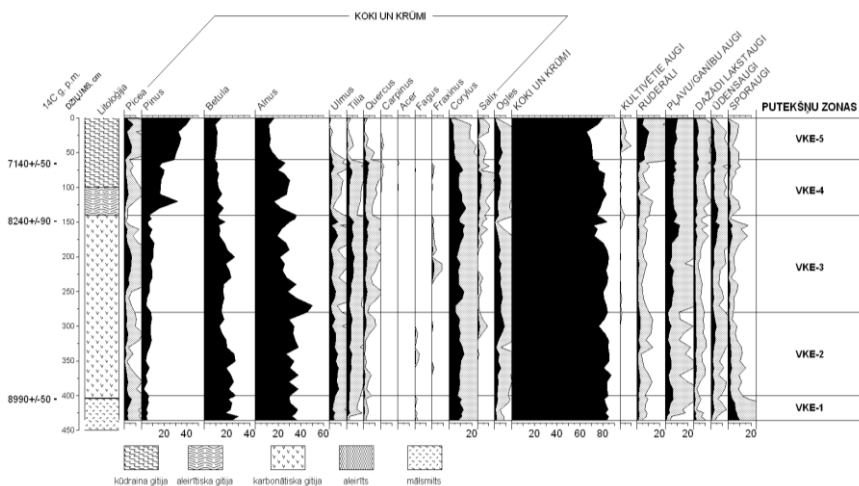 KOKI UN KRŪMI
14C g. p.m.
DZIĻUMS, cm
Litoloģija
Picea
Pinus
Betula
Alnus
Ulmus
Tilia
Quercus
Carpinus
Acer
Fagus
Fraxinus
Corylus
Salix
Ogles
KOKI UN KRŪMI
KULTIVĒTIE AUGI
RUDERĀLI
PĻAVU/GANĪBU AUGI
DAŽĀDI LAKSTAUGI
ŪDENSAUGI
SPORAUGI
PUTEKŠŅU ZONAS
0
50
100
150
200
250
300
350
400
450
7140+/-50
8240+/-90
8990+/-50
VKE-5
VKE-4
VKE-3
VKE-2
VKE-1
20 40 20 40 20 40 60 20 20 40 60 80 20 20 20
kūdraina gitija aleirītiska gitija karbonātiska gitija aleirīts mālsmilts